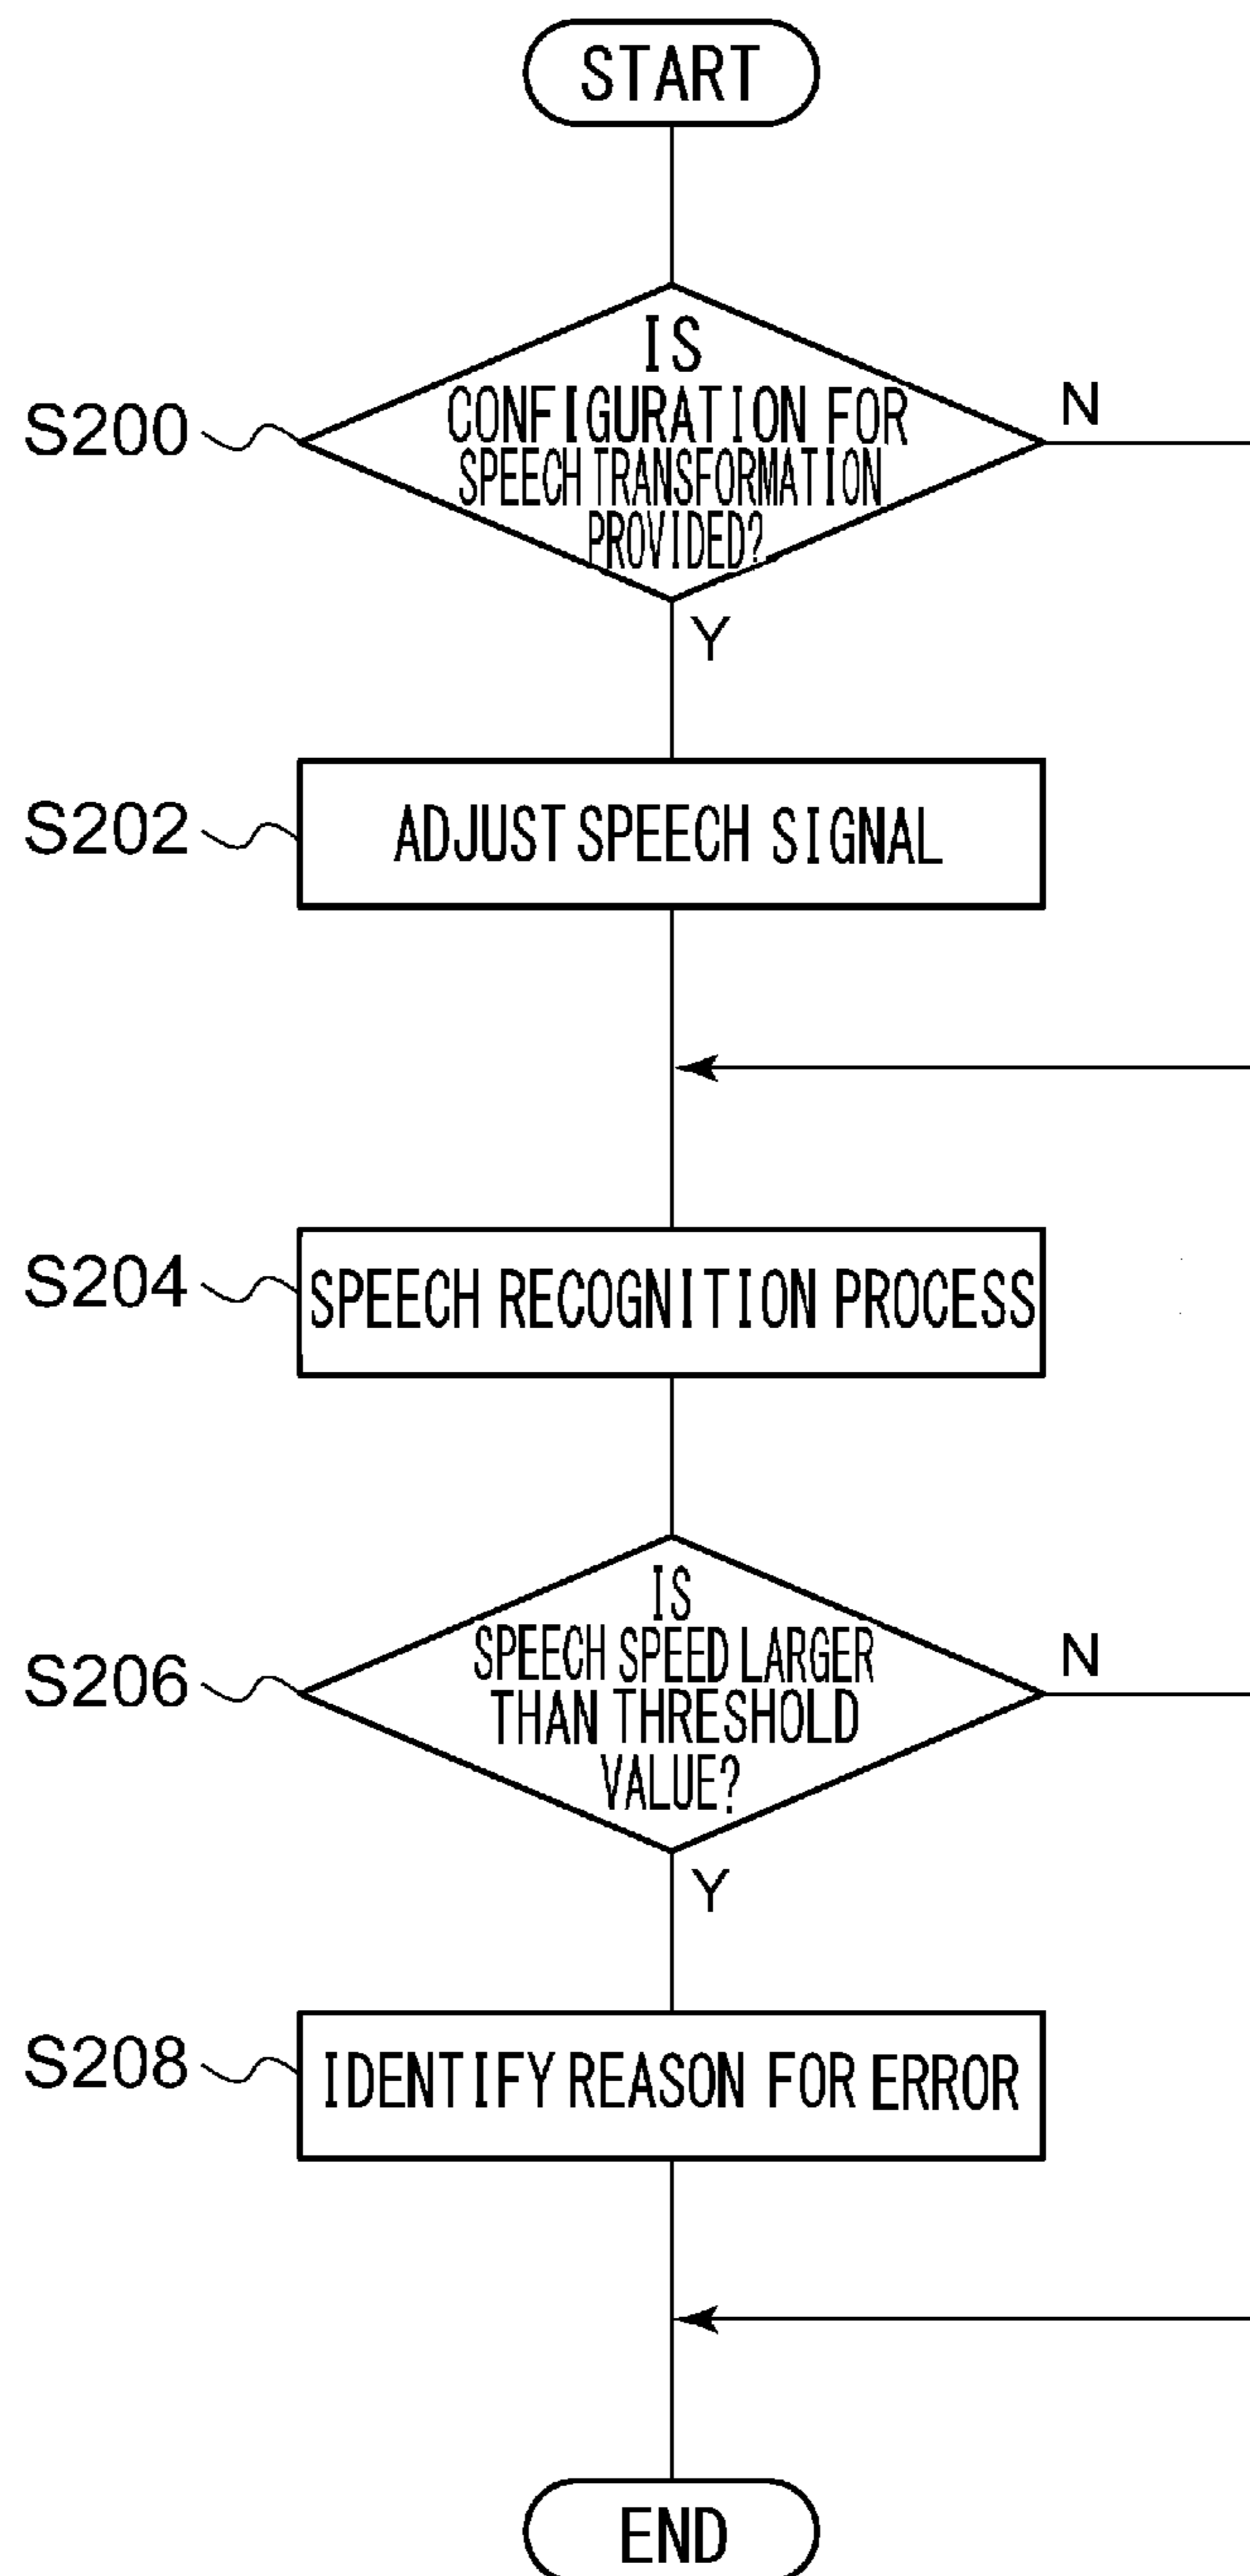 START
S200
IS
CONFIGURATION FOR
SPEECH TRANSFORMATION
PROVIDED?
N
Y
S202
ADJUST SPEECH SIGNAL
S204
SPEECH RECOGNITION PROCESS
S206
IS
SPEECH SPEED LARGER
THAN THRESHOLD
VALUE?
N
Y
S208
IDENTIFY REASON FOR ERROR
END